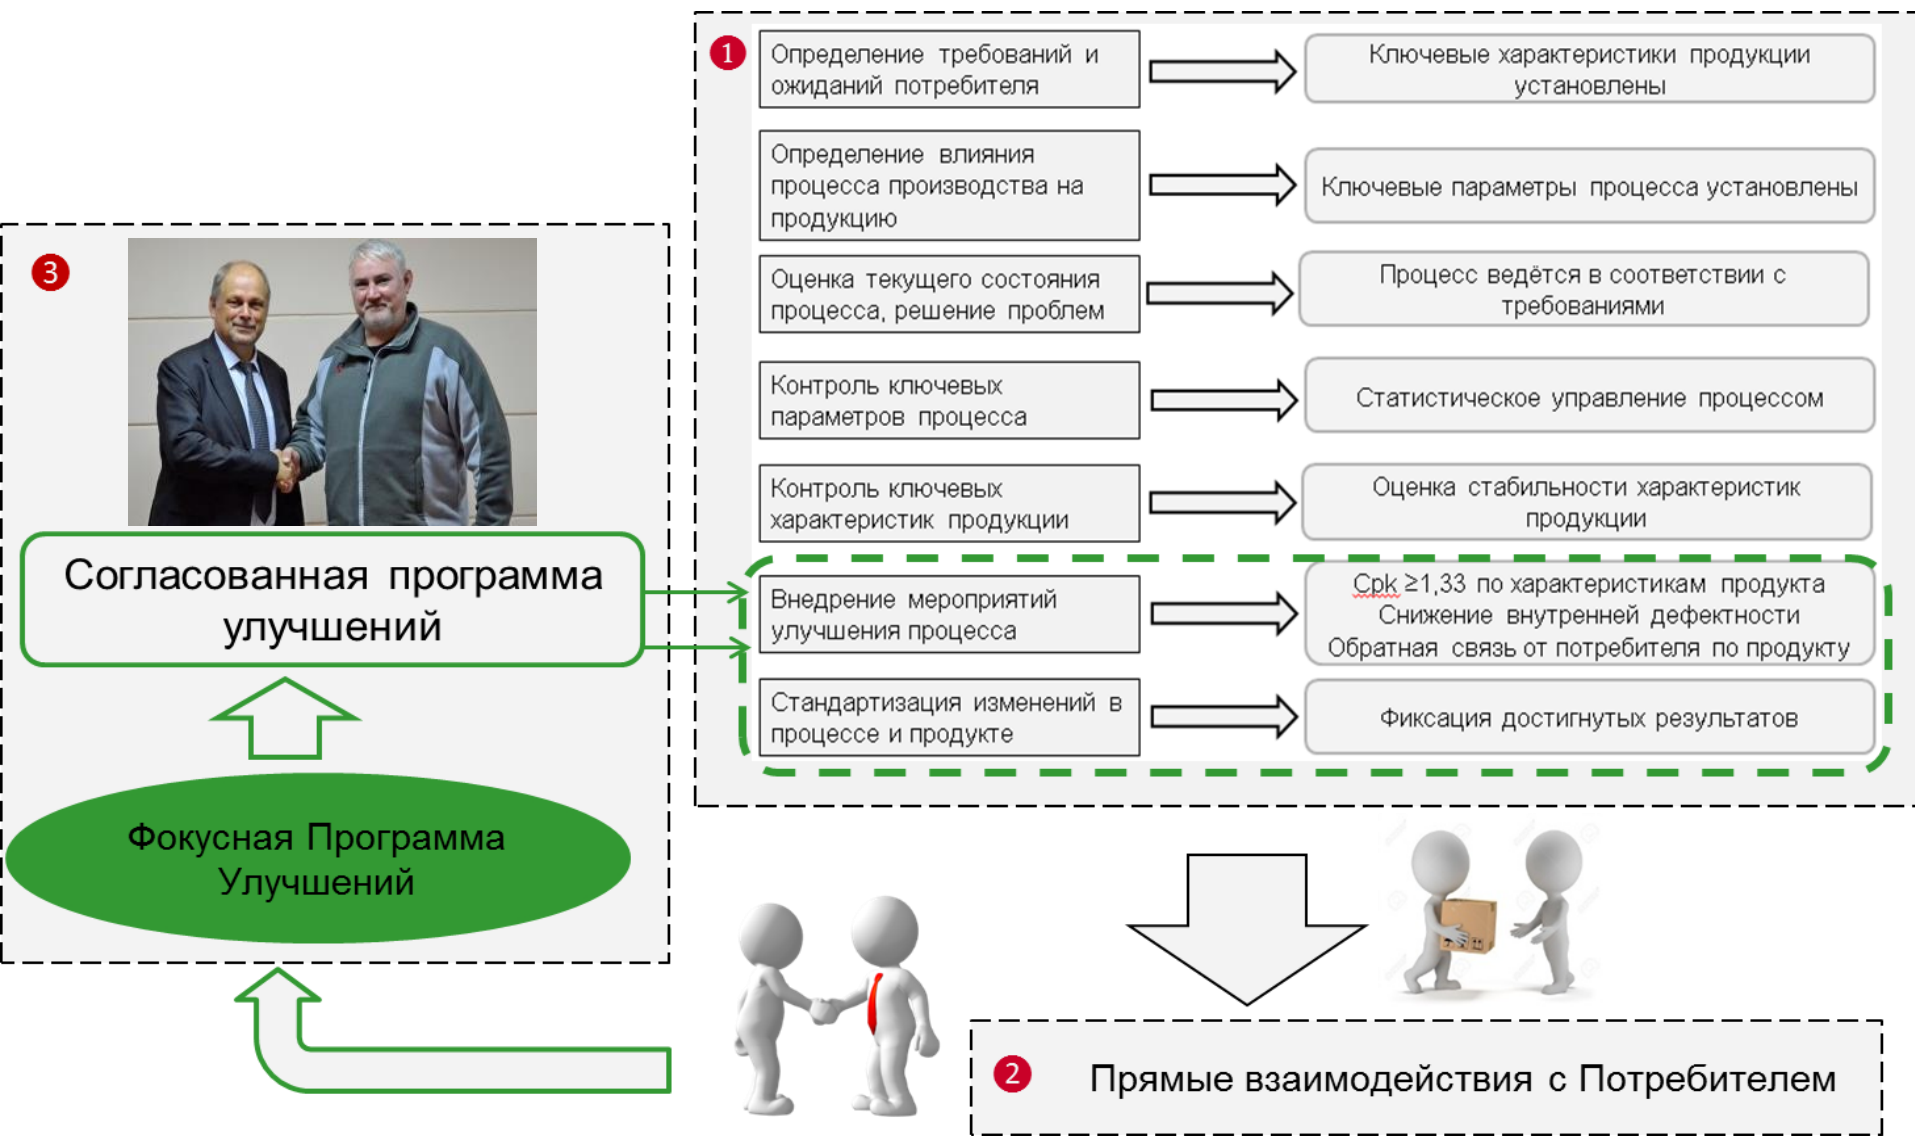 1
Определение требований и
ожиданий потребителя
Ключевые характеристики продукции
установлены
Определение влияния
процесса производства на
продукцию
Ключевые параметры процесса установлены
Оценка текущего состояния
процесса, решение проблем
Процесс ведётся в соответствии с
требованиями
Контроль ключевых
параметров процесса
Статистическое управление процессом
Контроль ключевых
характеристик продукции
Оценка стабильности характеристик
продукции
Внедрение мероприятий
улучшения процесса
Cpk ≥1,33 по характеристикам продукта
Снижение внутренней дефектности
Обратная связь от потребителя по продукту
Стандартизация изменений в
процессе и продукте
Фиксация достигнутых результатов
2
Прямые взаимодействия с Потребителем
3
Согласованная программа
улучшений
Фокусная Программа
Улучшений